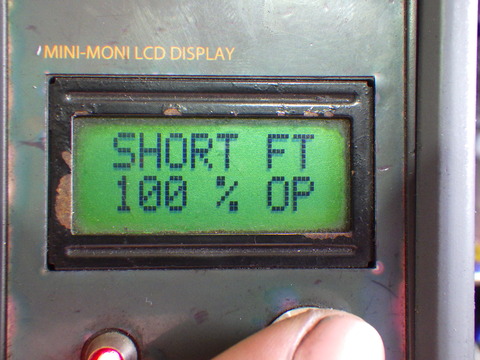 MINI-MONI LCD DISPLAY
SHORT FT
100 % OP